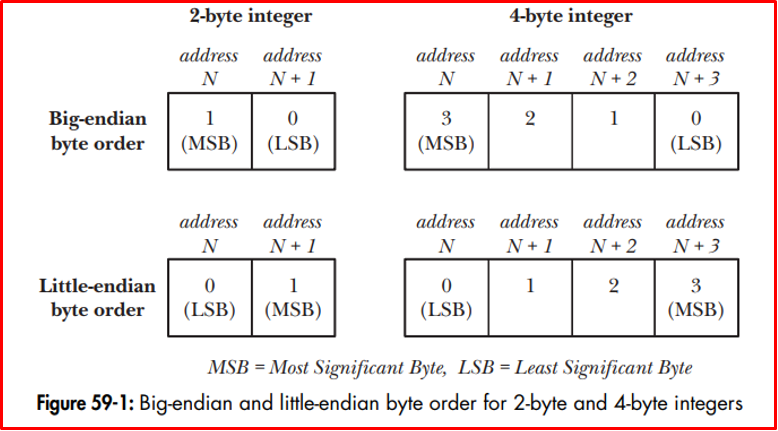 2-byte integer 4-byte integer
address address address address address address
N N + 1 N N + 1 N + 2 N + 3
Big-endian byte order
1 (MSB) 0 (LSB) 3 (MSB) 2 1 0 (LSB)
address address address address address address
N N + 1 N N + 1 N + 2 N + 3
Little-endian byte order
0 (LSB) 1 (MSB) 0 (LSB) 1 2 3 (MSB)
MSB = Most Significant Byte, LSB = Least Significant Byte
Figure 59-1: Big-endian and little-endian byte order for 2-byte and 4-byte integers